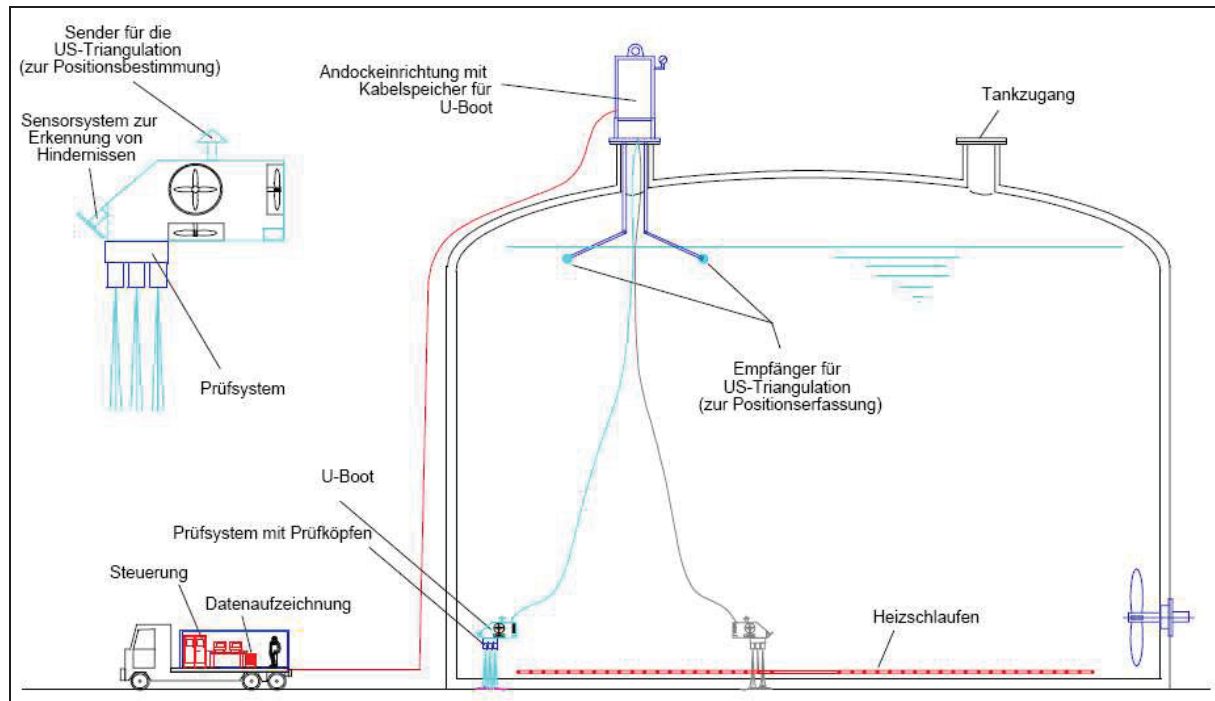 Sender für die
US-Triangulation
(zur Positionsbestimmung)
Sensorsystem zur
Erkennung von
Hindernissen
Prüfsystem
Andockeinrichtung mit
Kabelspeicher für
U-Boot
Tankzugang
Empfänger für
US-Triangulation
(zur Positionserfassung)
U-Boot
Prüfsystem mit Prüfköpfen
Steuerung
Datenaufzeichnung
Heizschlaufen